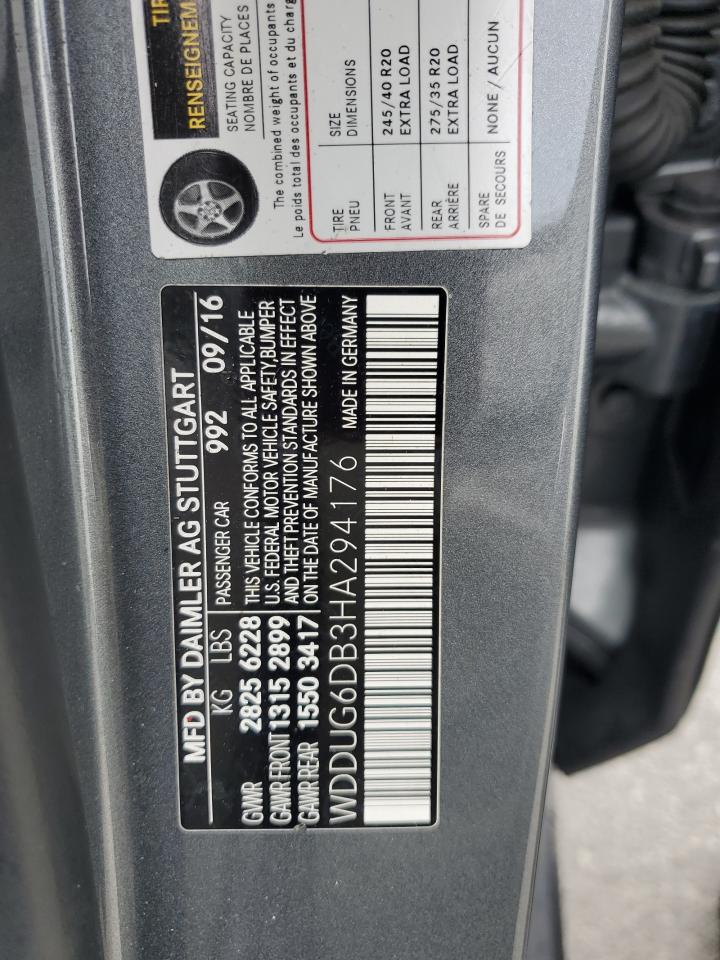 TIR
RENSEIGNEM
SEATING CAPACITY
NOMBRE DE PLACES
The combined weight of occupants
Le poids total des occupants et du charg
TIRE
PNEU
SIZE
DIMENSIONS
FRONT
AVANT
245/40 R20
EXTRA LOAD
REAR
ARRIÈRE
275/35 R20
EXTRA LOAD
SPARE
DE SECOURS
NONE / AUCUN
MFD BY DAIMLER AG STUTTGART
KG LBS PASSENGER CAR 992 09/16
GVWR 2825 6228 THIS VEHICLE CONFORMS TO ALL APPLICABLE
GAWR FRONT 1315 2899 U.S. FEDERAL MOTOR VEHICLE SAFETY, BUMPER
AND THEFT PREVENTION STANDARDS IN EFFECT
GAWR REAR 1550 3417 ON THE DATE OF MANUFACTURE SHOWN ABOVE
WDDUG6DB3HA294176 MADE IN GERMANY